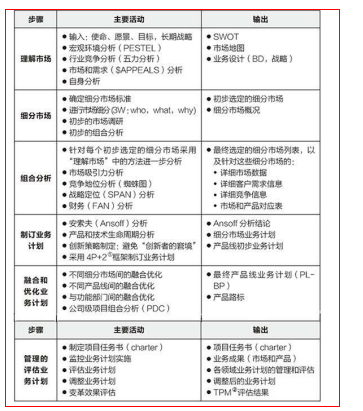 步骤 主要活动 输出
理解市场
● 输入：使命、愿景、目标，长期战略
● 宏观环境分析（PESTEL）
● 行业竞争分析（五力分析）
● 市场和需求（$APPEALS）分析
● 自身分析
● SWOT
● 市场地图
● 业务设计（BD，战略）
细分市场
● 确定细分市场标准
● 进行市场细分（3W：who，what，why）
● 初步的市场调研
● 初步的组合分析
● 初步选定的细分市场
● 细分市场概况
组合分析
● 针对每个初步选定的细分市场采用
“理解市场”中的方法进一步分析
● 市场吸引力分析
● 竞争地位分析（蜘蛛图）
● 战略定位（SPAN）分析
● 财务（FAN）分析
● 最终选定的细分市场列表，以
及针对这些细分市场的：
• 详细市场数据
• 详细客户需求信息
• 详细竞争信息
• 市场和产品对应表
制订业务
计划
● 安索夫（Ansoff）分析
● 产品和技术生命周期分析
● 创新策略制定：避免“创新者的窘境”
● 采用 4P+2①框架制订业务计划
● Ansoff 分析结论
● 细分市场业务计划
● 产品线初步业务计划
融合和
优化业
务计划
● 不同细分市场间的融合优化
● 不同产品线间的融合优化
● 与功能部门间的融合优化
● 公司级项目组合分析（PDC）
● 最终产品线业务计划（PL-
BP）
● 产品路标
步骤 主要活动 输出
管理的
评估业
务计划
● 制定项目任务书（charter）
● 监控业务计划实施
● 评估业务计划
● 调整业务计划
● 变革效果评估
● 项目任务书（charter）
● 业务成果（市场和产品）
● 各领域业务计划的管理和评估
● 调整后的业务计划
● TPM②评估结果